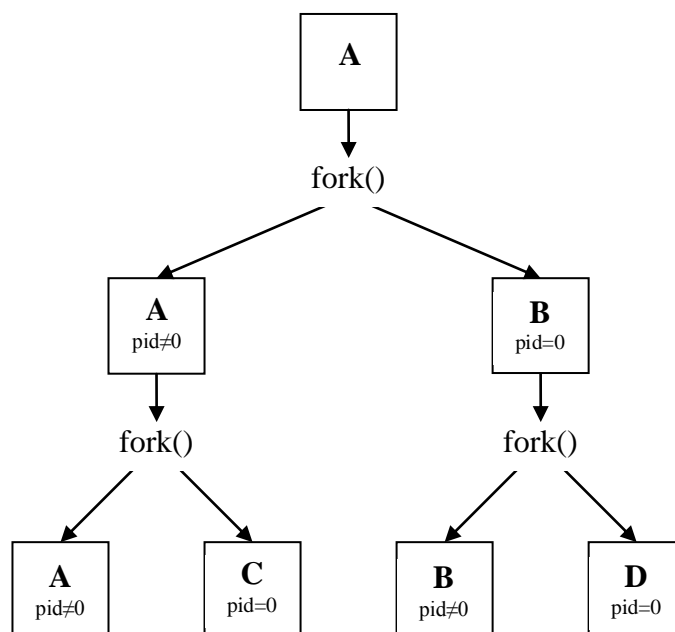 A
fork()
A
pid≠0
B
pid=0
fork()
fork()
A
pid≠0
C
pid=0
B
pid≠0
D
pid=0